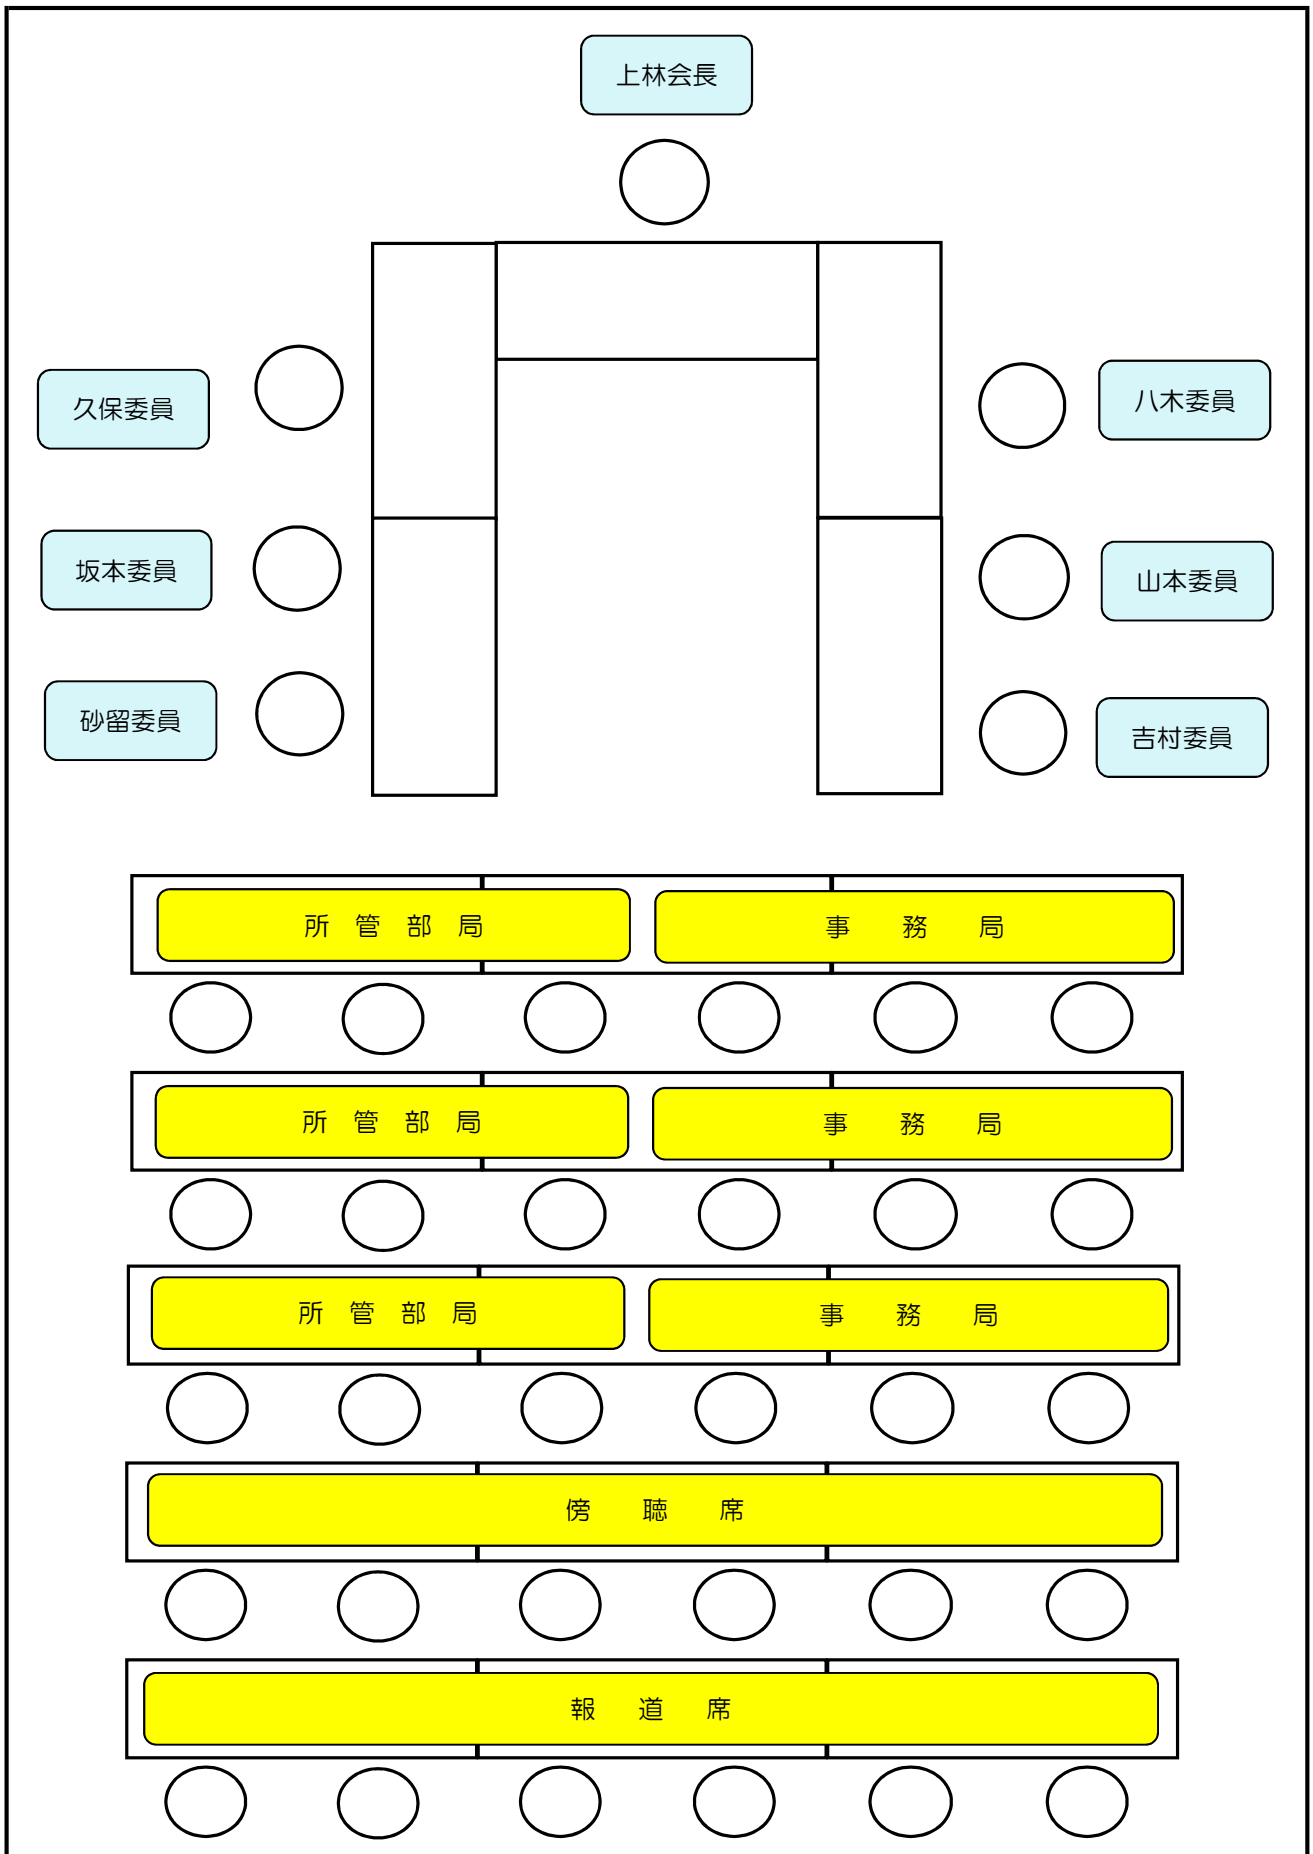 上林会長
久保委員
八木委員
坂本委員
山本委員
砂留委員
吉村委員
所　管　部　局
事　　務　　局
所　管　部　局
事　　務　　局
所　管　部　局
事　　務　　局
傍　　聴　　席
報　道　席